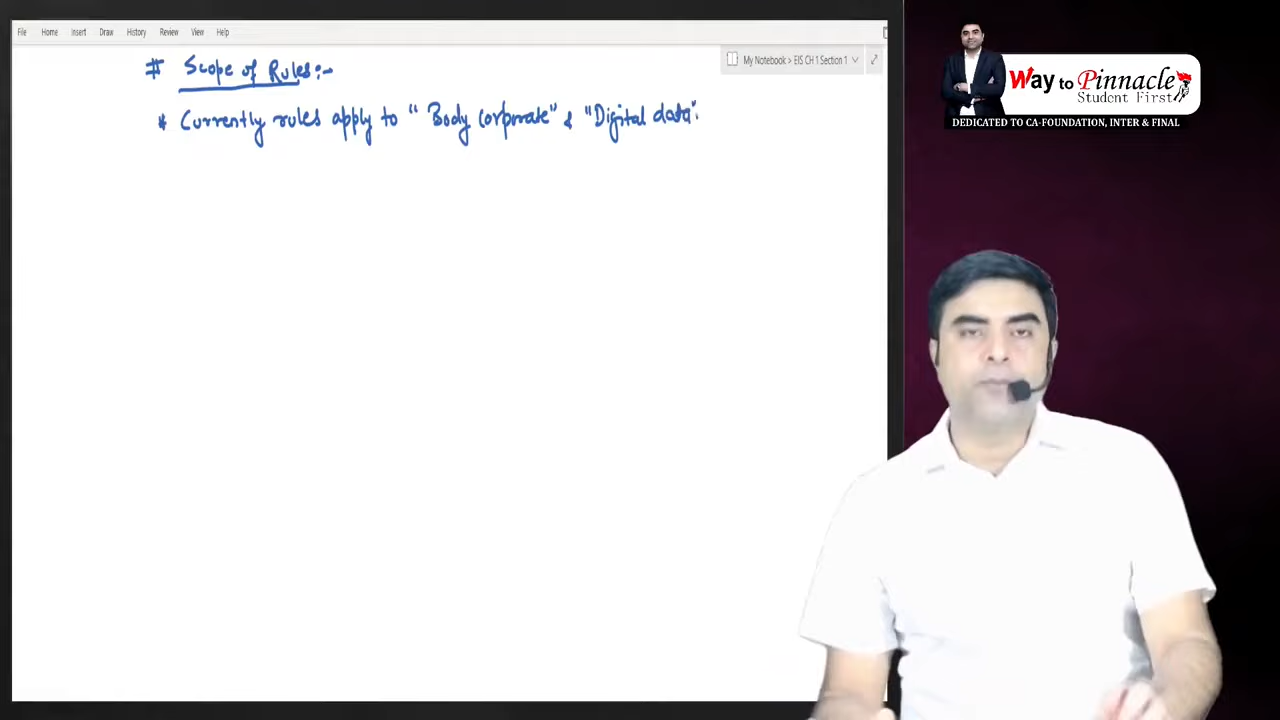 File Home Insert Draw History Review View Help
My Notebook > EIS CH 1 Section 1
# Scope of Rules:-
* Currently rules apply to "Body corporate" & "Digital data".
Way to Pinnacle
Student First
DEDICATED TO CA-FOUNDATION, INTER & FINAL